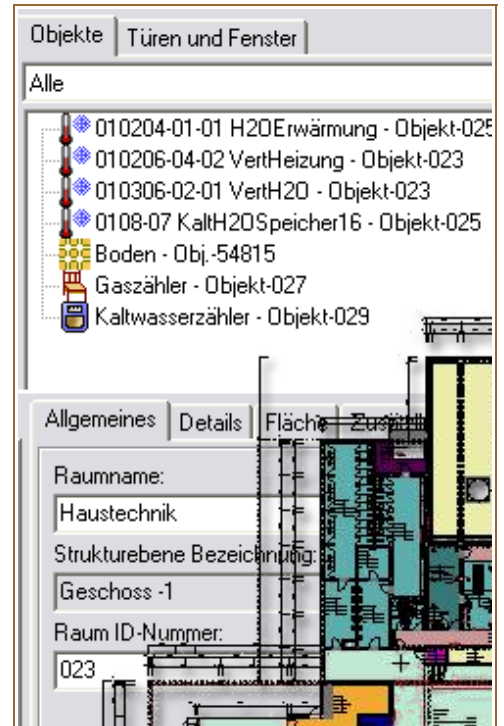 Objekte Türen und Fenster
Alle
010204-01-01 H2OErwärmung - Objekt-025
010206-04-02 VertHeizung - Objekt-023
010306-02-01 VertH2O - Objekt-023
0108-07 KaltH2OSpeicher16 - Objekt-025
Boden - Obj.-54815
Gaszähler - Objekt-027
Kaltwasserzähler - Objekt-029
Allgemeines Details Fläche
Raumname:
Haustechnik
Strukturebene Bezeichnung:
Geschoss -1
Raum ID-Nummer:
023